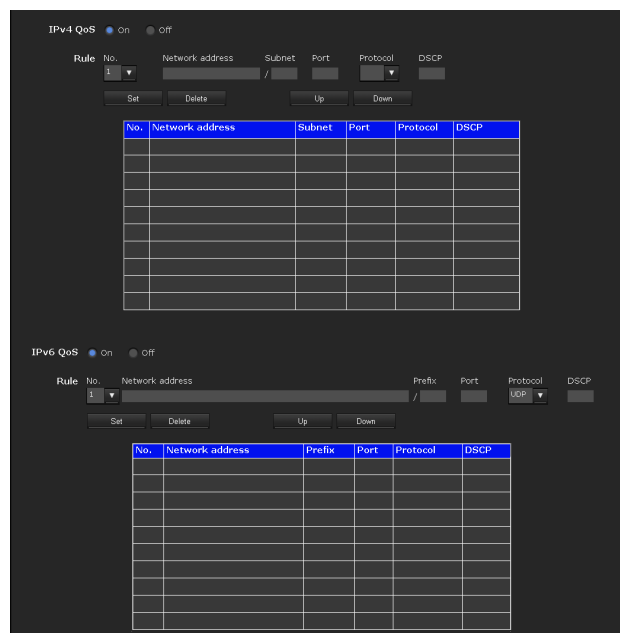 IPv4 QoS On Off
Rule No. Network address Subnet Port Protocol DSCP
1 /
Set Delete Up Down
No. Network address Subnet Port Protocol DSCP
IPv6 QoS On Off
Rule No. Network address Prefix Port Protocol DSCP
1 / UDP
Set Delete Up Down
No. Network address Prefix Port Protocol DSCP